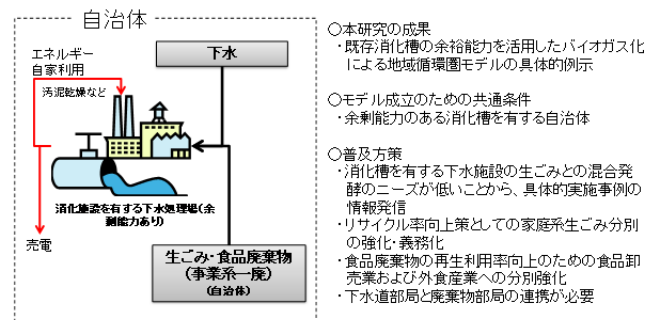 自治体
エネルギー
自家利用
汚泥乾燥など
下水
消化施設を有する下水処理場(余
剰能力あり)
売電
生ごみ・食品廃棄物
(事業系一廃)
(自治体)
○本研究の成果
・既存消化槽の余裕能力を活用したバイオガス化
による地域循環圏モデルの具体的例示
○モデル成立のための共通条件
・余剰能力のある消化槽を有する自治体
○普及方策
・消化槽を有する下水施設の生ごみとの混合発
酵のニーズが低いことから、具体的実施事例の
情報発信
・リサイクル率向上策としての家庭系生ごみ分別
の強化・義務化
・食品廃棄物の再生利用率向上のための食品卸
売業および外食産業への分別強化
・下水道部局と廃棄物部局の連携が必要